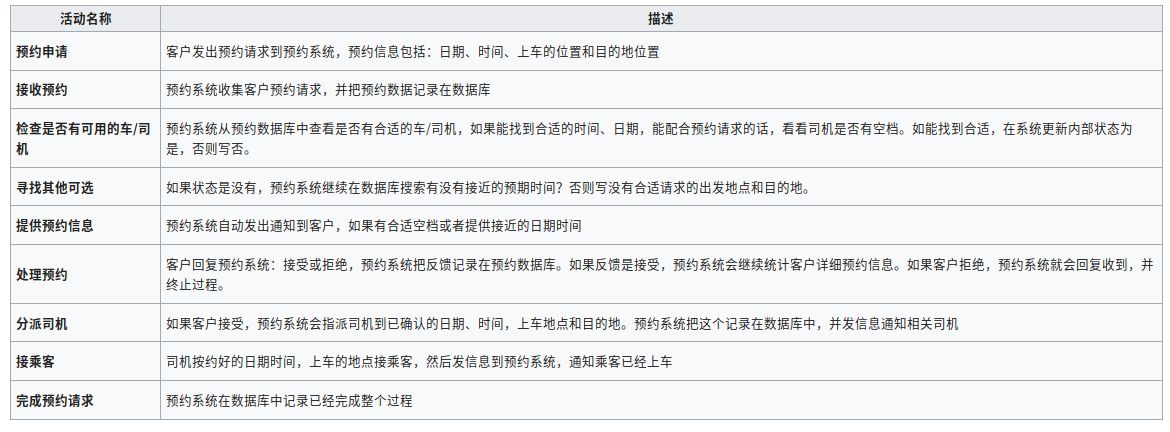 活动名称 描述
预约申请 客户发出预约请求到预约系统，预约信息包括：日期、时间、上车的位置和目的地位置
接收预约 预约系统收集客户预约请求，并把预约数据记录在数据库
检查是否有可用的车/司 预约系统从预约数据库中查看是否有合适的车/司机，如果能找到合适的时间、日期，能配合预约请求的话，看看司机是否有空档。如能找到合适，在系统更新内部状态为
机 是，否则写否。
寻找其他可选 如果状态是没有，预约系统继续在数据库搜索有没有接近的预期时间？否则写没有合适请求的出发地点和目的地。
提供预约信息 预约系统自动发出通知到客户，如果有合适空档或者提供接近的日期时间
处理预约 客户回复预约系统：接受或拒绝，预约系统把反馈记录在预约数据库。如果反馈是接受，预约系统会继续统计客户详细预约信息。如果客户拒绝，预约系统就会回复收到，并
终止过程。
分派司机 如果客户接受，预约系统会指派司机到已确认的日期、时间，上车地点和目的地。预约系统把这个记录在数据库中，并发信息通知相关司机
接乘客 司机按约好的日期时间，上车的地点接乘客，然后发信息到预约系统，通知乘客已经上车
完成预约请求 预约系统在数据库中记录已经完成整个过程